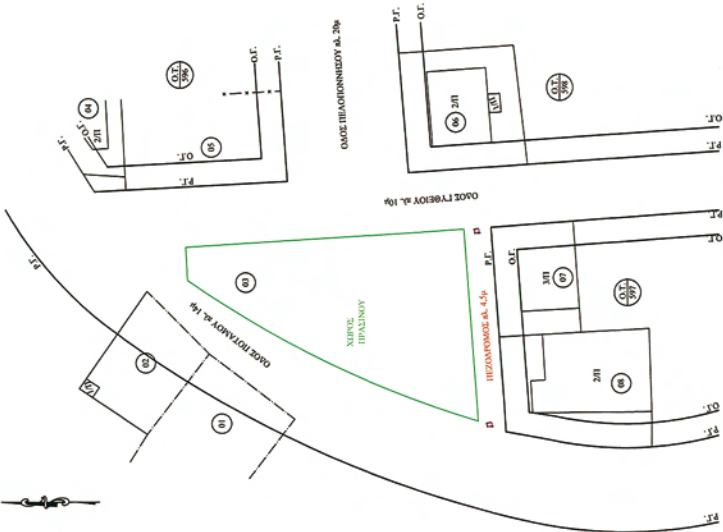 Ρ.Γ.
Ο.Γ.
04
2/Π
Ο.Τ.
596
Ο.Γ.
Ρ.Γ.
05
Ο.Γ.
Ρ.Γ.
ΟΔΟΣ ΠΕΛΟΠΟΝΝΗΣΟΥ πλ. 20μ
Ρ.Γ.
Ο.Γ.
2/Π
06
1/Π
Ο.Τ.
598
Ο.Γ.
Ρ.Γ.
ΟΔΟΣ ΓΥΘΕΙΟΥ πλ. 10μ
Ρ.Γ.
03
ΟΔΟΣ ΠΟΤΑΜΟΥ πλ. 14μ
ΧΩΡΟΣ
ΠΡΑΣΙΝΟΥ
ΠΕΖΟΔΡΟΜΟΣ πλ. 4,5μ
Ρ.Γ.
Ο.Γ.
Ρ.Γ.
Ο.Γ.
3/Π
07
Ο.Τ.
597
2/Π
08
Ο.Γ.
Ρ.Γ.
02
1/Π
01
Ρ.Γ.